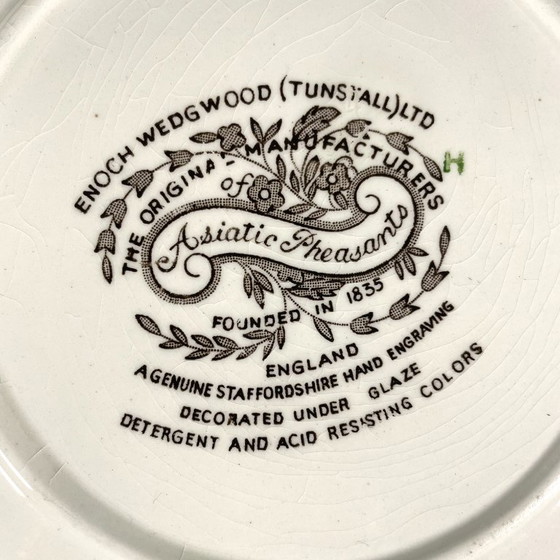 ENOCH WEDGWOOD (TUNSTALL) LTD
THE ORIGINAL MANUFACTURERS
H
of
Asiatic Pheasants
FOUNDED IN 1835
ENGLAND
A GENUINE STAFFORDSHIRE HAND ENGRAVING
DECORATED UNDER GLAZE
DETERGENT AND ACID RESISTING COLORS